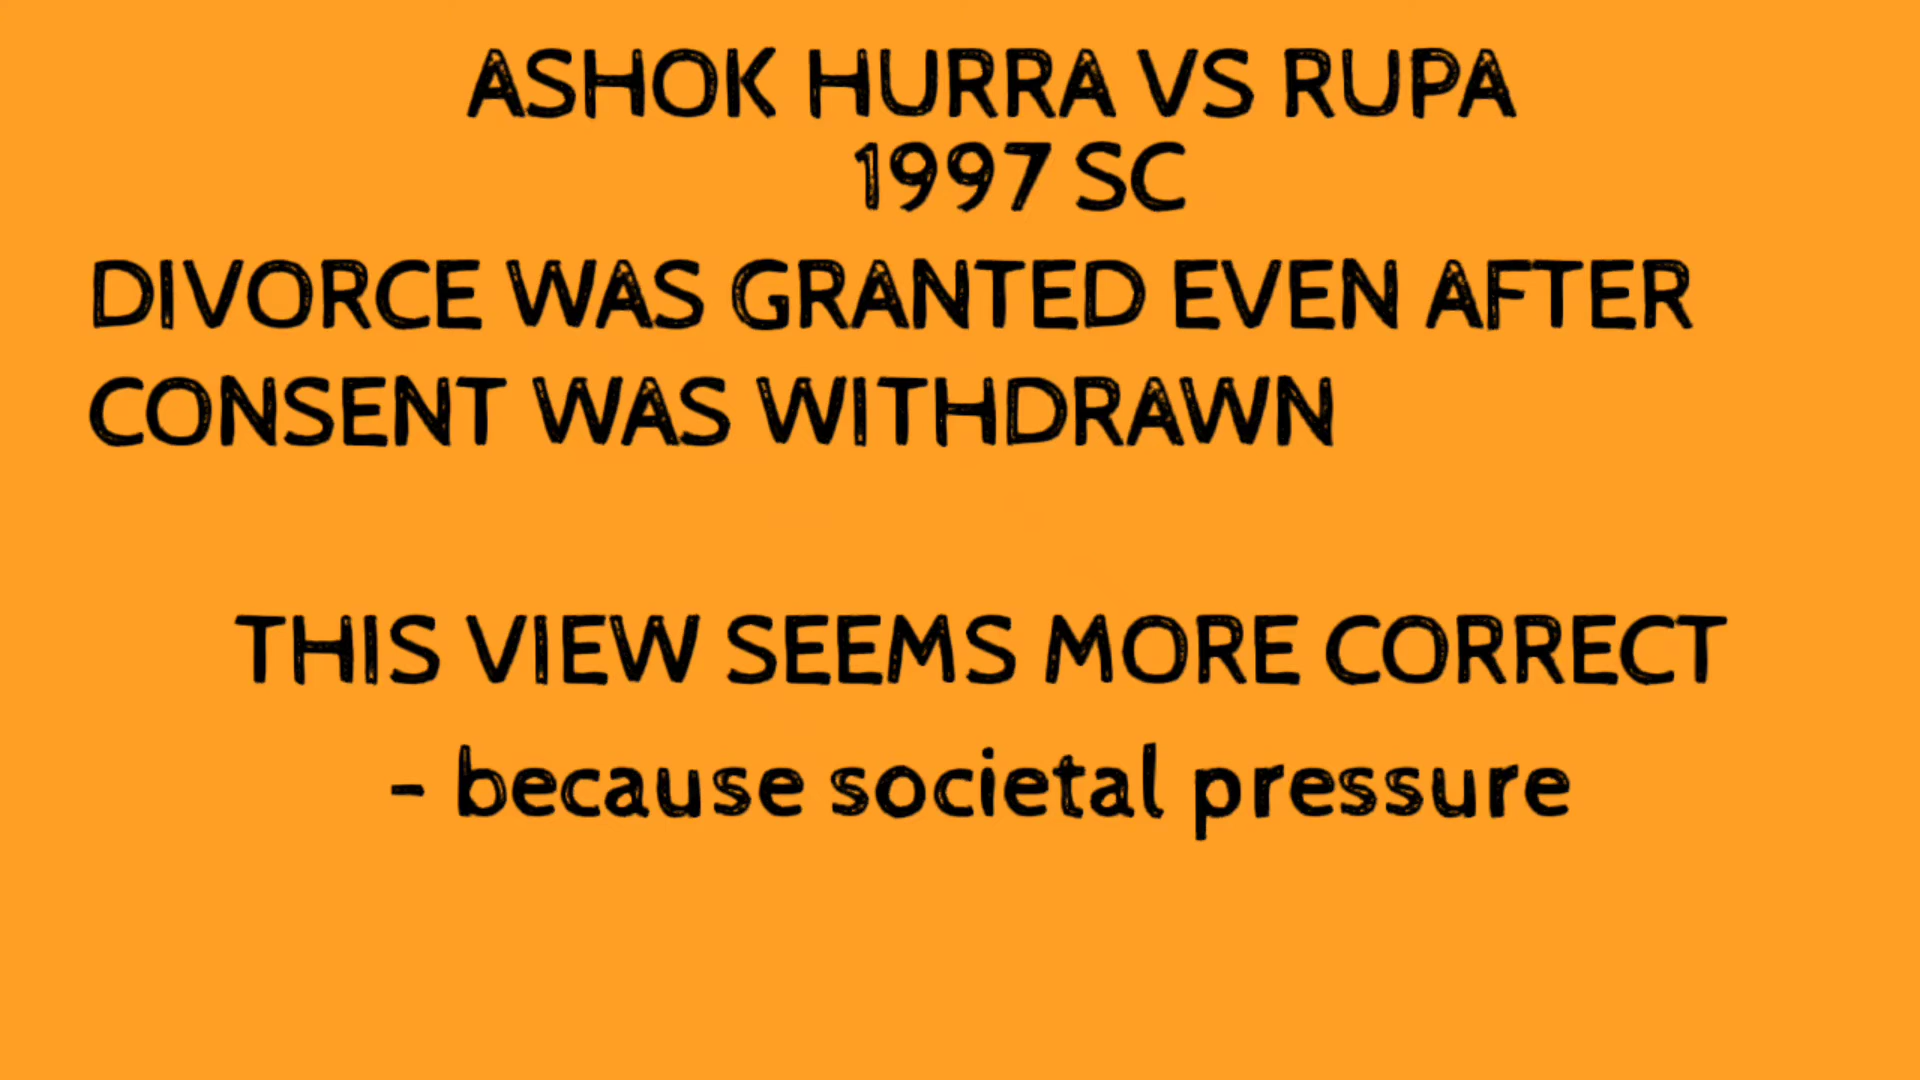 ASHOK HURRA VS RUPA
1997 SC
DIVORCE WAS GRANTED EVEN AFTER
CONSENT WAS WITHDRAWN
THIS VIEW SEEMS MORE CORRECT
- because societal pressure